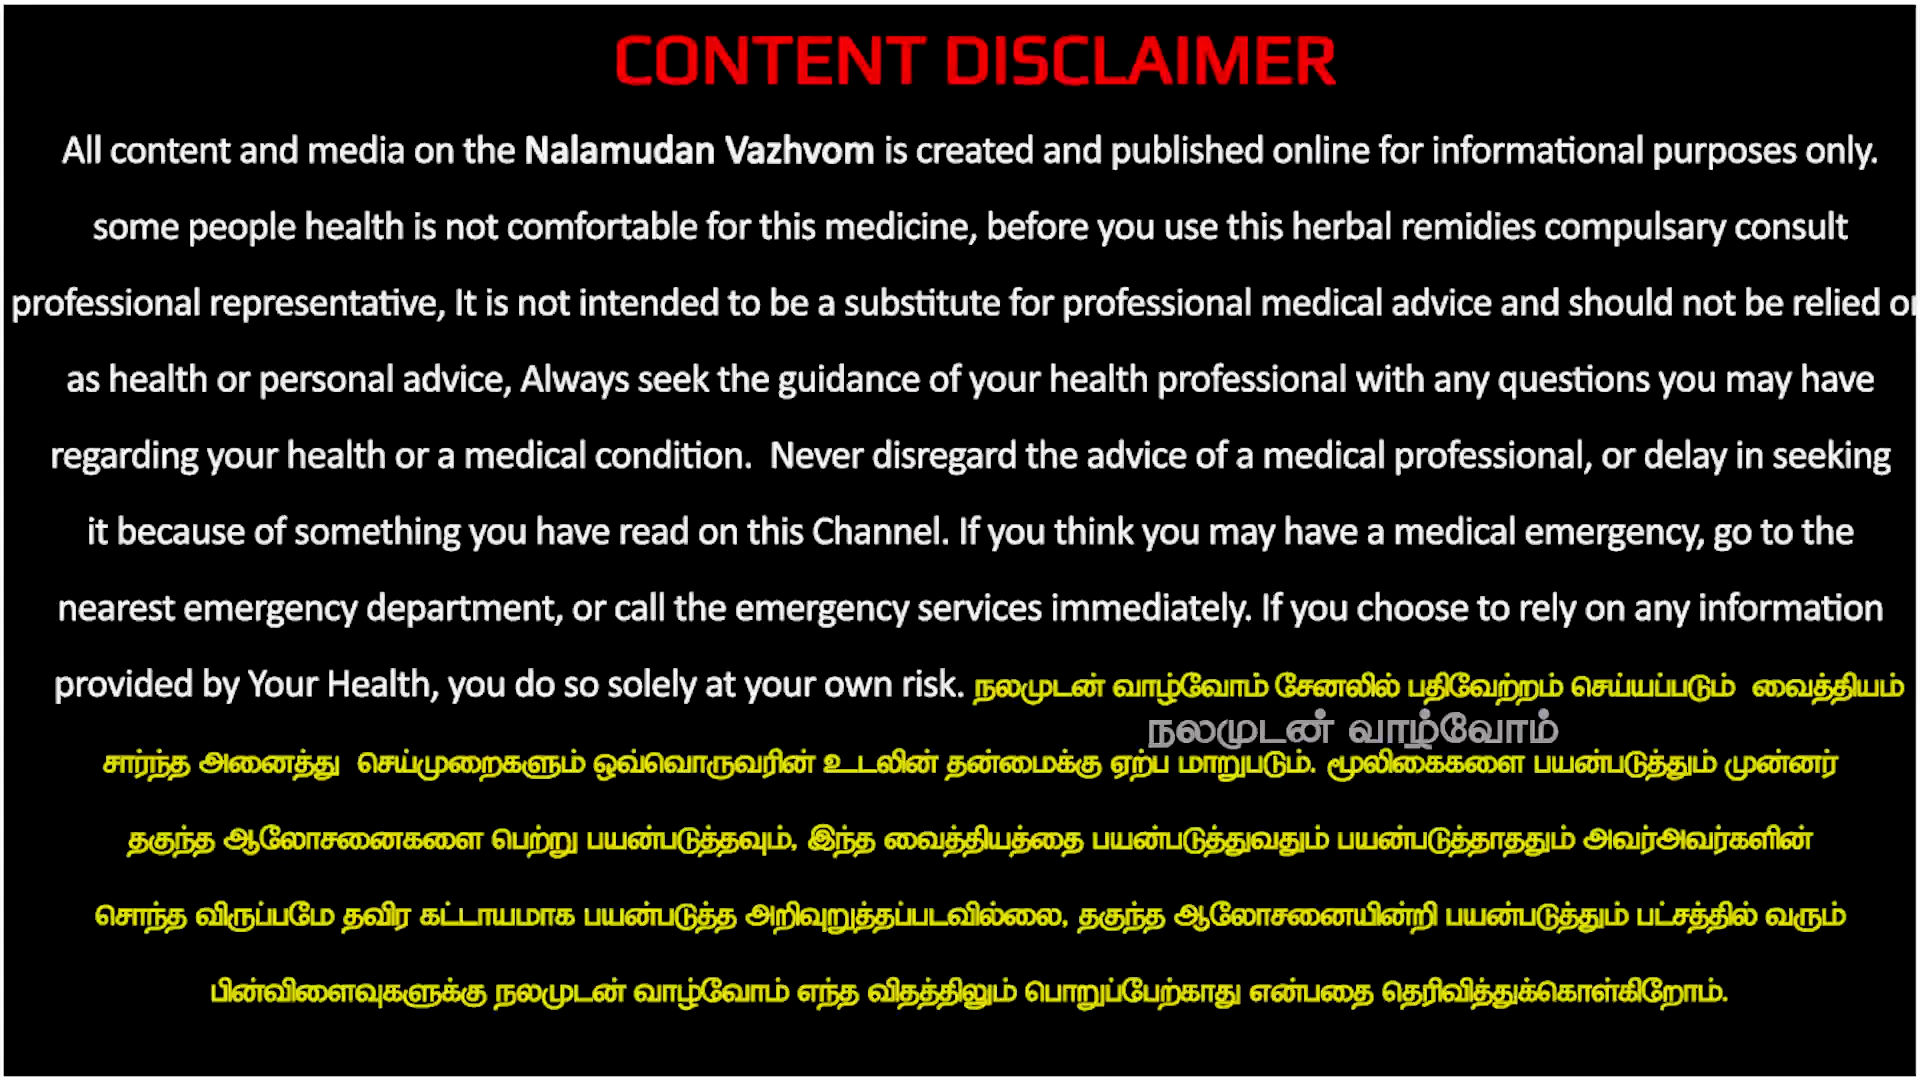 CONTENT DISCLAIMER
All content and media on the Nalamudan Vazhvom is created and published online for informational purposes only.
some people health is not comfortable for this medicine, before you use this herbal remidies compulsary consult
professional representative, It is not intended to be a substitute for professional medical advice and should not be relied on
as health or personal advice, Always seek the guidance of your health professional with any questions you may have
regarding your health or a medical condition.  Never disregard the advice of a medical professional, or delay in seeking
it because of something you have read on this Channel. If you think you may have a medical emergency, go to the
nearest emergency department, or call the emergency services immediately. If you choose to rely on any information
provided by Your Health, you do so solely at your own risk. நலமுடன் வாழ்வோம் சேனலில் பதிவேற்றம் செய்யப்படும்  வைத்தியம்
நலமுடன் வாழ்வோம்
சார்ந்த அனைத்து  செய்முறைகளும் ஒவ்வொருவரின் உடலின் தன்மைக்கு ஏற்ப மாறுபடும். மூலிகைகளை பயன்படுத்தும் முன்னர்
தகுந்த ஆலோசனைகளை பெற்று பயன்படுத்தவும், இந்த வைத்தியத்தை பயன்படுத்துவதும் பயன்படுத்தாததும் அவர்அவர்களின்
சொந்த விருப்பமே தவிர கட்டாயமாக பயன்படுத்த அறிவுறுத்தப்படவில்லை, தகுந்த ஆலோசனையின்றி பயன்படுத்தும் பட்சத்தில் வரும்
பின்விளைவுகளுக்கு நலமுடன் வாழ்வோம் எந்த விதத்திலும் பொறுப்பேற்காது என்பதை தெரிவித்துக்கொள்கிறோம்.